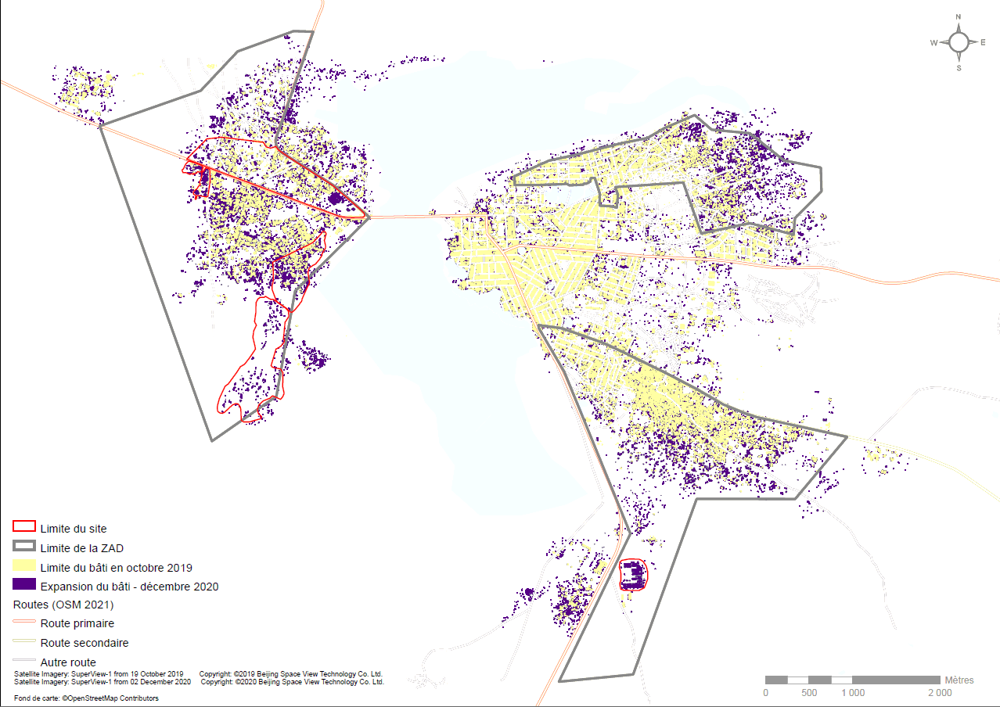 N
W E
S
Limite du site
Limite de la ZAD
Limite du bâti en octobre 2019
Expansion du bâti - décembre 2020
Routes (OSM 2021)
Route primaire
Route secondaire
Autre route
Satellite Imagery: SuperView-1 from 19 October 2019 Copyright: ©2019 Beijing Space View Technology Co. Ltd.
Satellite Imagery: SuperView-1 from 02 December 2020 Copyright: ©2020 Beijing Space View Technology Co. Ltd.
Fond de carte: ©OpenStreetMap Contributors
Mètres
0 500 1 000 2 000